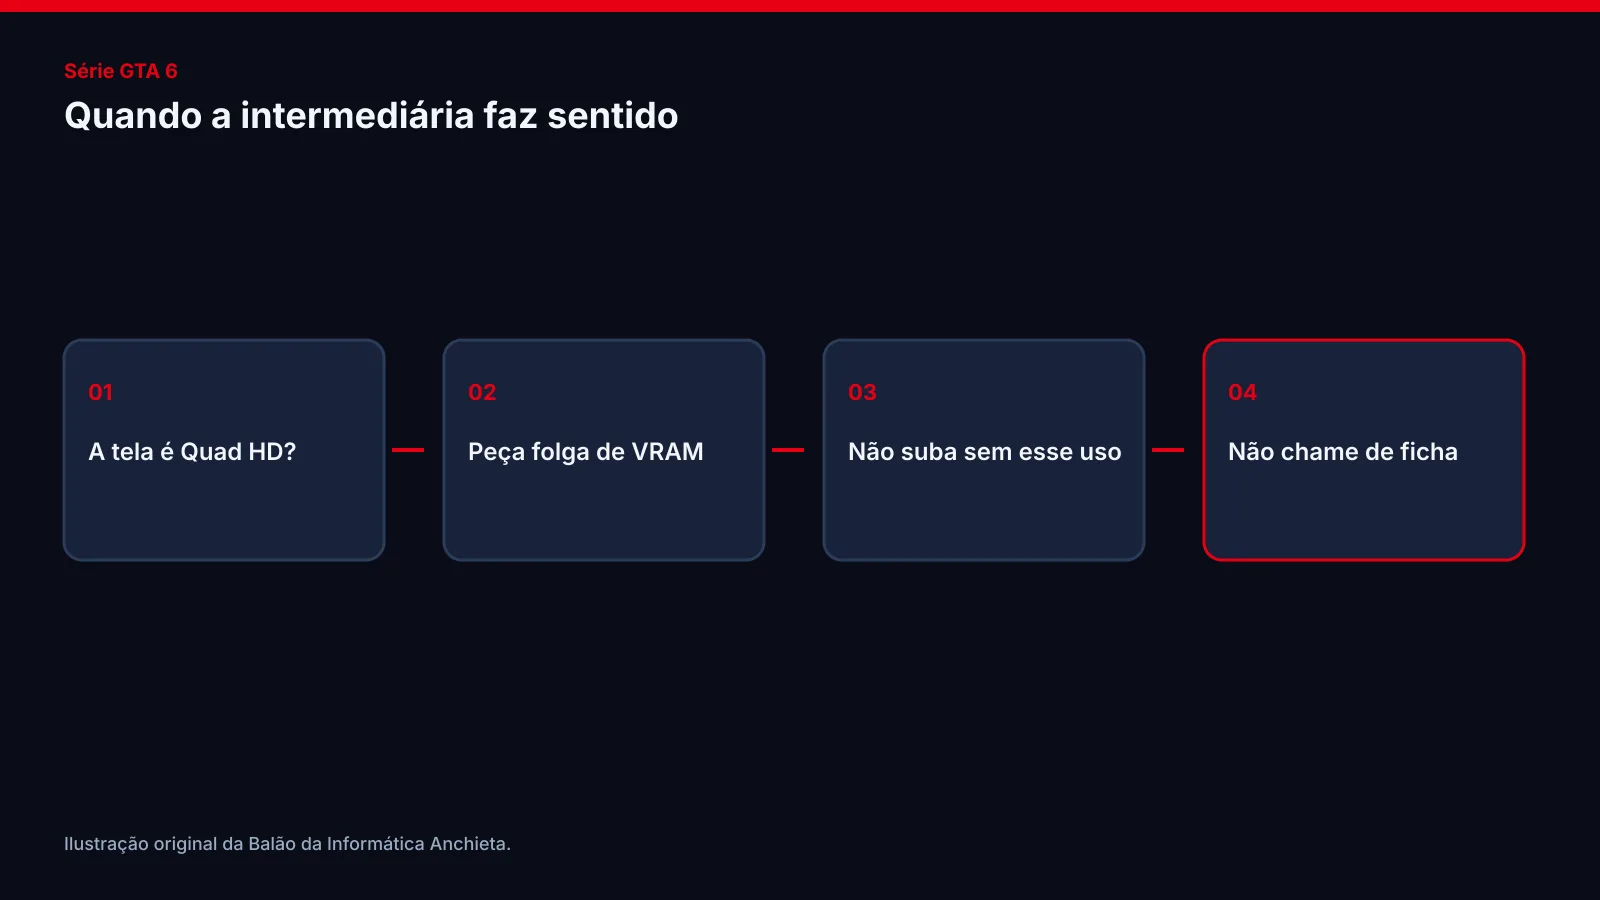 Série GTA 6
Quando a intermediária faz sentido
01
A tela é Quad HD?
02
Peça folga de VRAM
03
Não suba sem esse uso
04
Não chame de ficha
Ilustração original da Balão da Informática Anchieta.